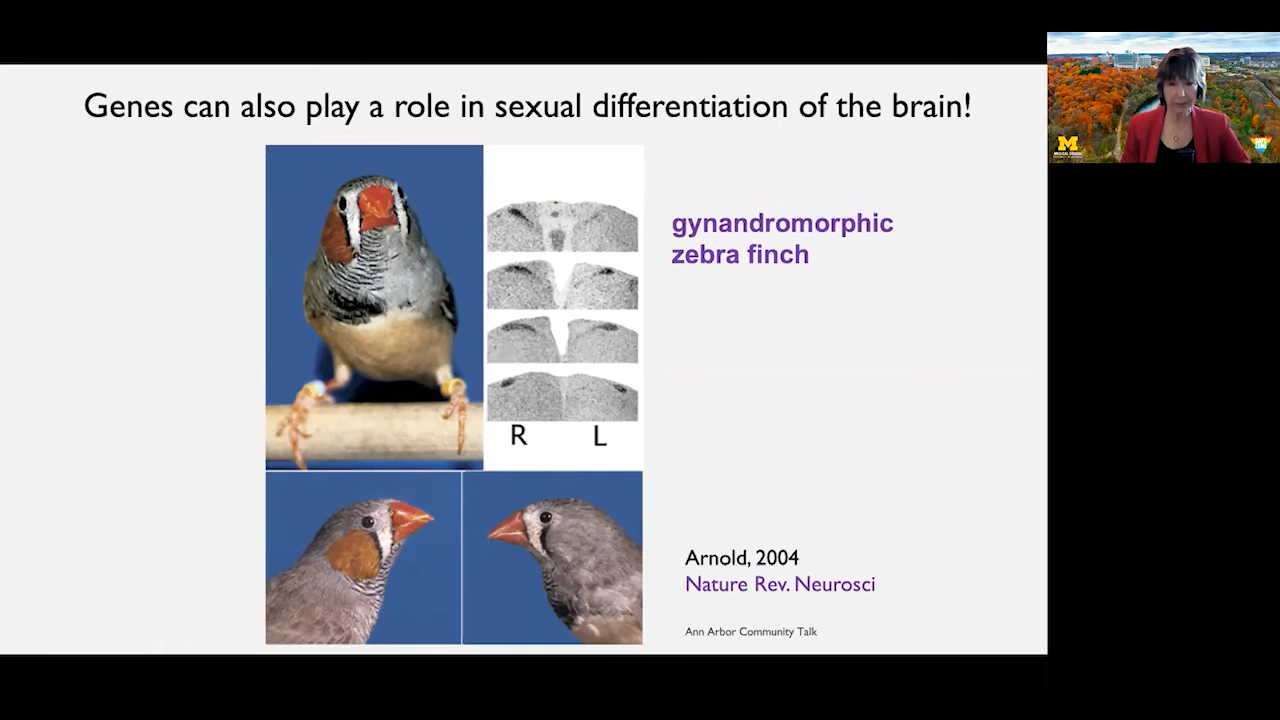 Genes can also play a role in sexual differentiation of the brain!
gynandromorphic
zebra finch
R L
Arnold, 2004
Nature Rev. Neurosci
Ann Arbor Community Talk
M